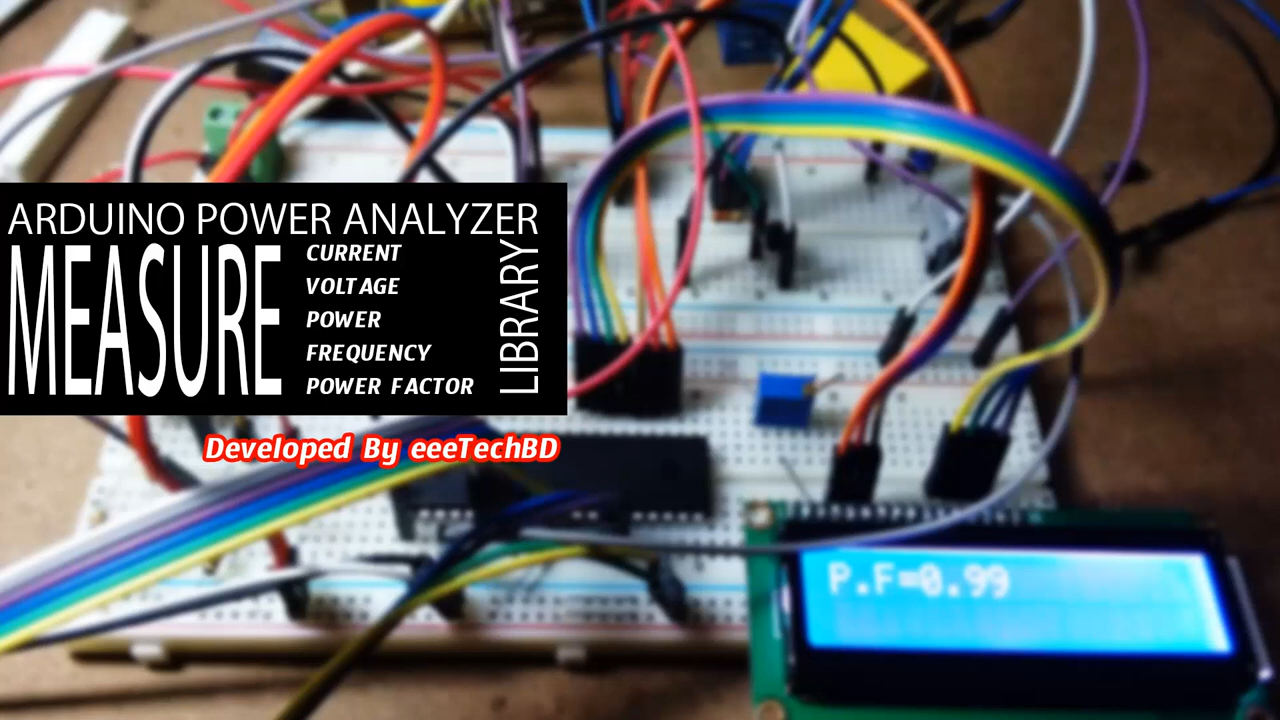 ARDUINO POWER ANALYZER
MEASURE
CURRENT
VOLTAGE
POWER
FREQUENCY
POWER FACTOR
LIBRARY
Developed By eeeTechBD
P.F=0.99